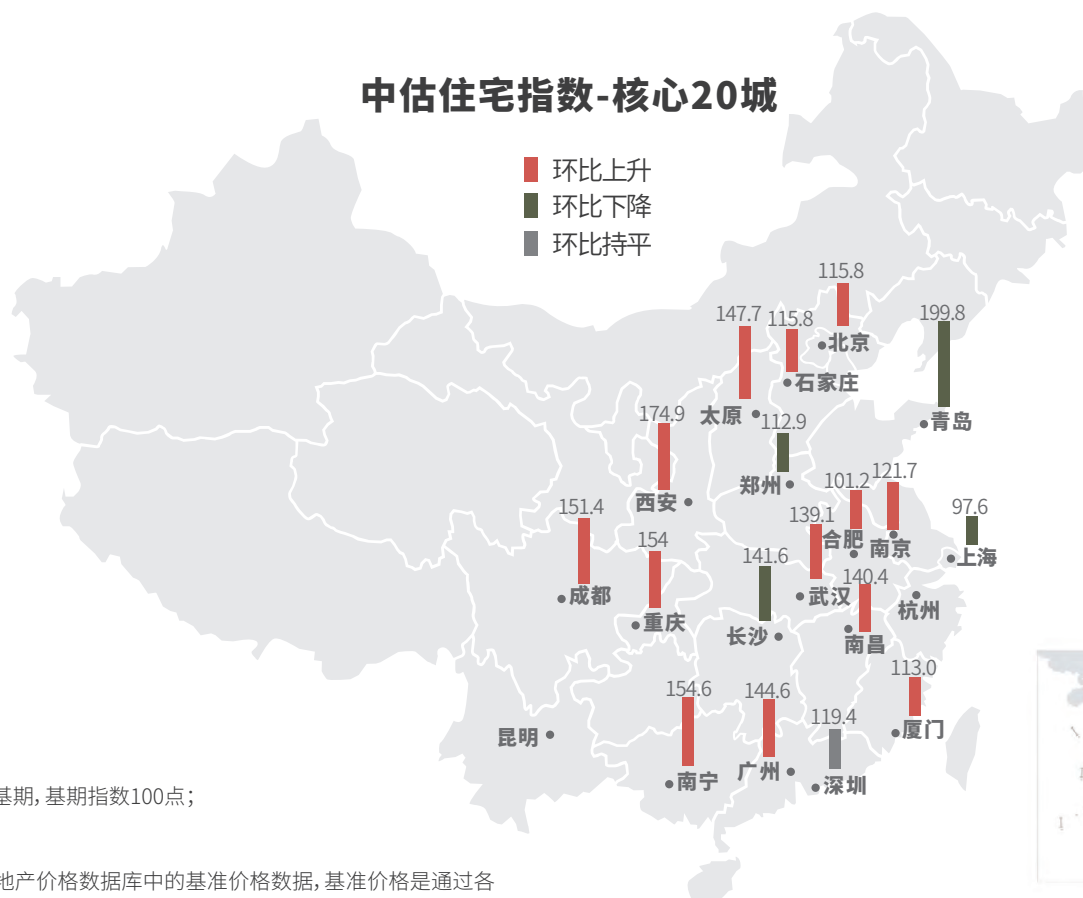 中估住宅指数-核心20城
环比上升
环比下降
环比持平
115.8
北京
147.7
115.8
石家庄
太原
199.8
青岛
174.9
西安
112.9
郑州
101.2
合肥
121.7
南京
97.6
上海
151.4
成都
154
重庆
139.1
武汉
141.6
长沙
140.4
南昌
杭州
113.0
厦门
昆明
154.6
南宁
144.6
广州
119.4
深圳
基期，基期指数100点；
地产价格数据库中的基准价格数据，基准价格是通过各